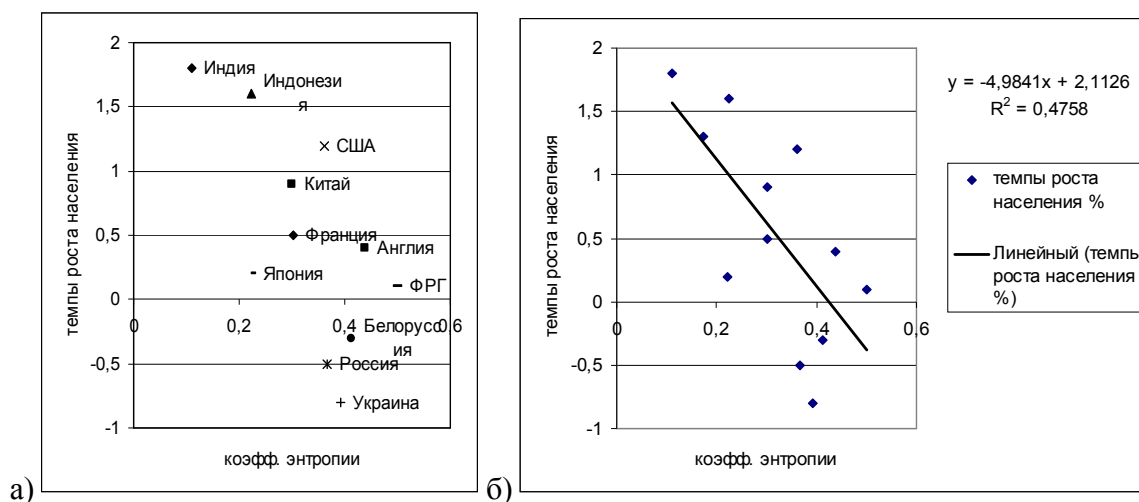 2
1,5
1
0,5
0
-0,5
-1
0
0,2
0,4
0,6
темпы роста населения
коэфф. энтропии
Индия
Индонези
я
США
Китай
Франция
Англия
Япония
ФРГ
Белорусс
ия
Россия
Украина
а)
2
1,5
1
0,5
0
-0,5
-1
0
0,2
0,4
0,6
темпы роста населения
коэфф. энтропии
y = -4,9841x + 2,1126
R² = 0,4758
темпы роста
населения %
Линейный (темпы
роста населения
%)
б)